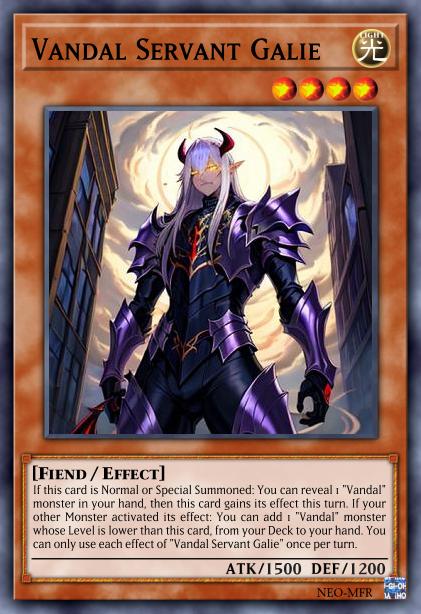 Vandal Servant Galie
LIGHT
光
[Fiend / Effect]
If this card is Normal or Special Summoned: You can reveal 1 "Vandal"
monster in your hand, then this card gains its effect this turn. If your
other Monster activated its effect: You can add 1 "Vandal" monster
whose Level is lower than this card, from your Deck to your hand. You
can only use each effect of "Vandal Servant Galie" once per turn.
ATK/1500 DEF/1200
NEO-MFR